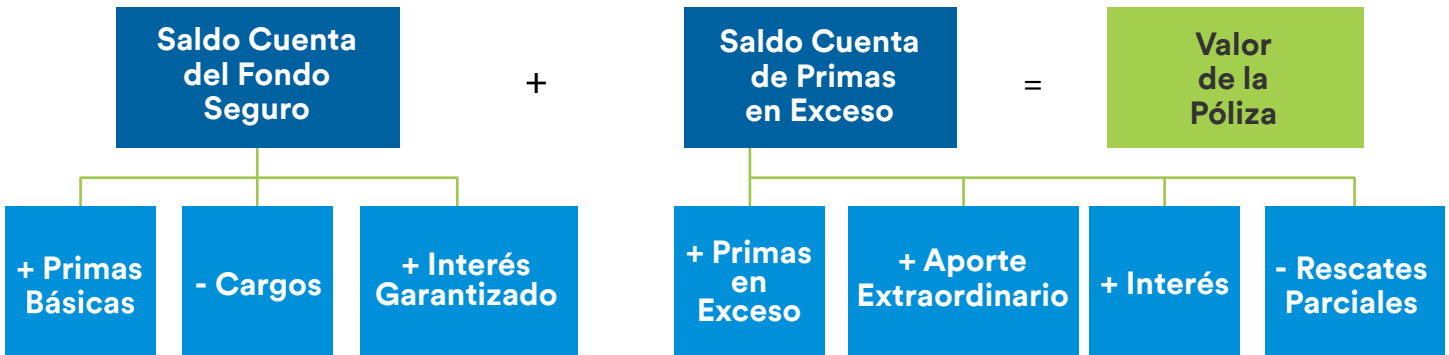 Saldo Cuenta
del Fondo
Seguro
+
Saldo Cuenta
de Primas
en Exceso
=
Valor
de la
Póliza
+ Primas
Básicas
- Cargos
+ Interés
Garantizado
+ Primas
en
Exceso
+ Aporte
Extraordinario
+ Interés
- Rescates
Parciales